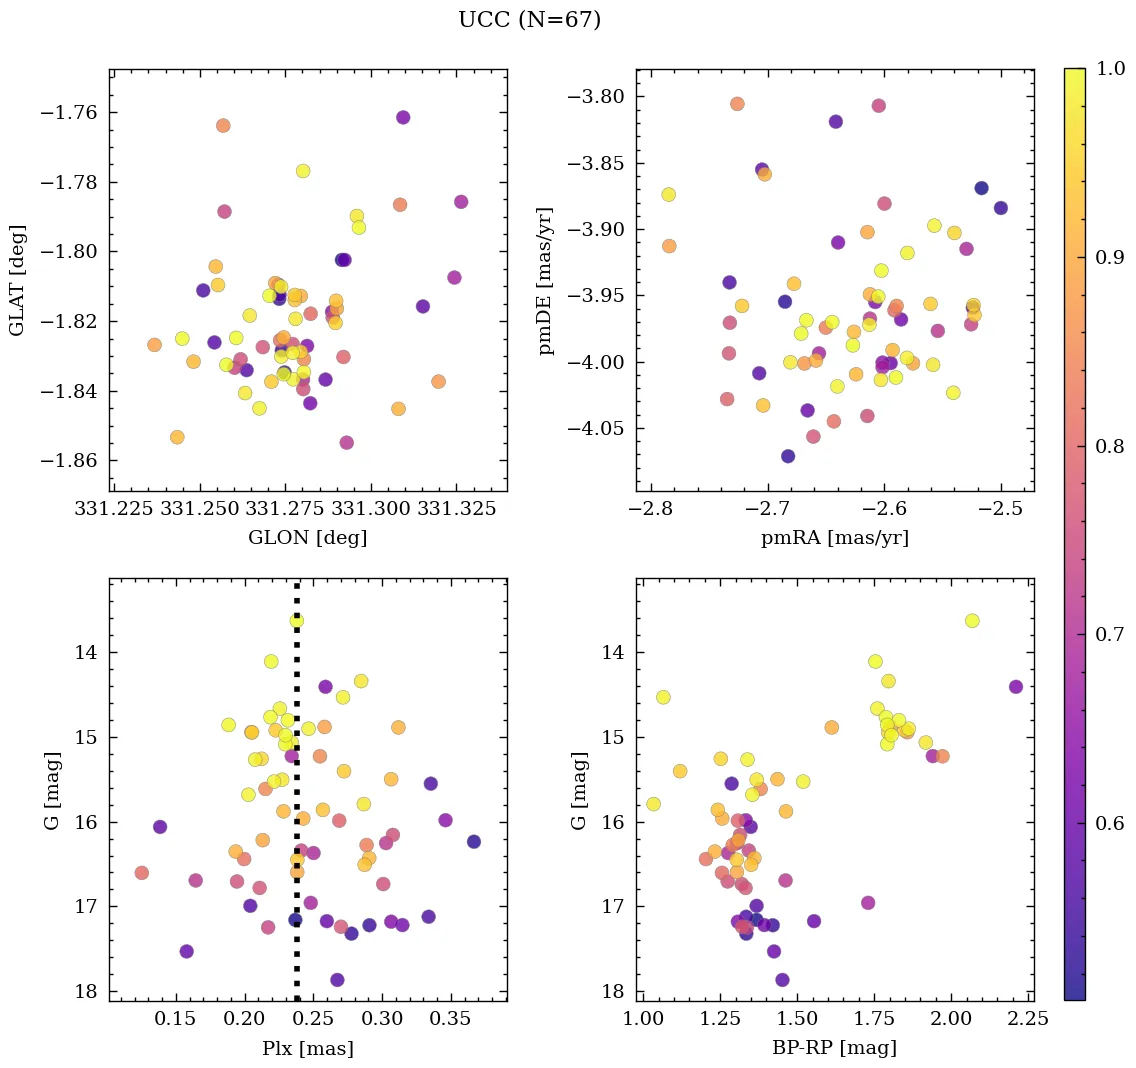 UCC (N=67)
−1.76
−1.78
−1.80
−1.82
−1.84
−1.86
GLAT [deg]
331.225 331.250 331.275 331.300 331.325
GLON [deg]
−3.80
−3.85
−3.90
−3.95
−4.00
−4.05
pmDE [mas/yr]
−2.8 −2.7 −2.6 −2.5
pmRA [mas/yr]
14
15
16
17
18
G [mag]
0.15 0.20 0.25 0.30 0.35
Plx [mas]
14
15
16
17
18
G [mag]
1.00 1.25 1.50 1.75 2.00 2.25
BP-RP [mag]
1.0
0.9
0.8
0.7
0.6